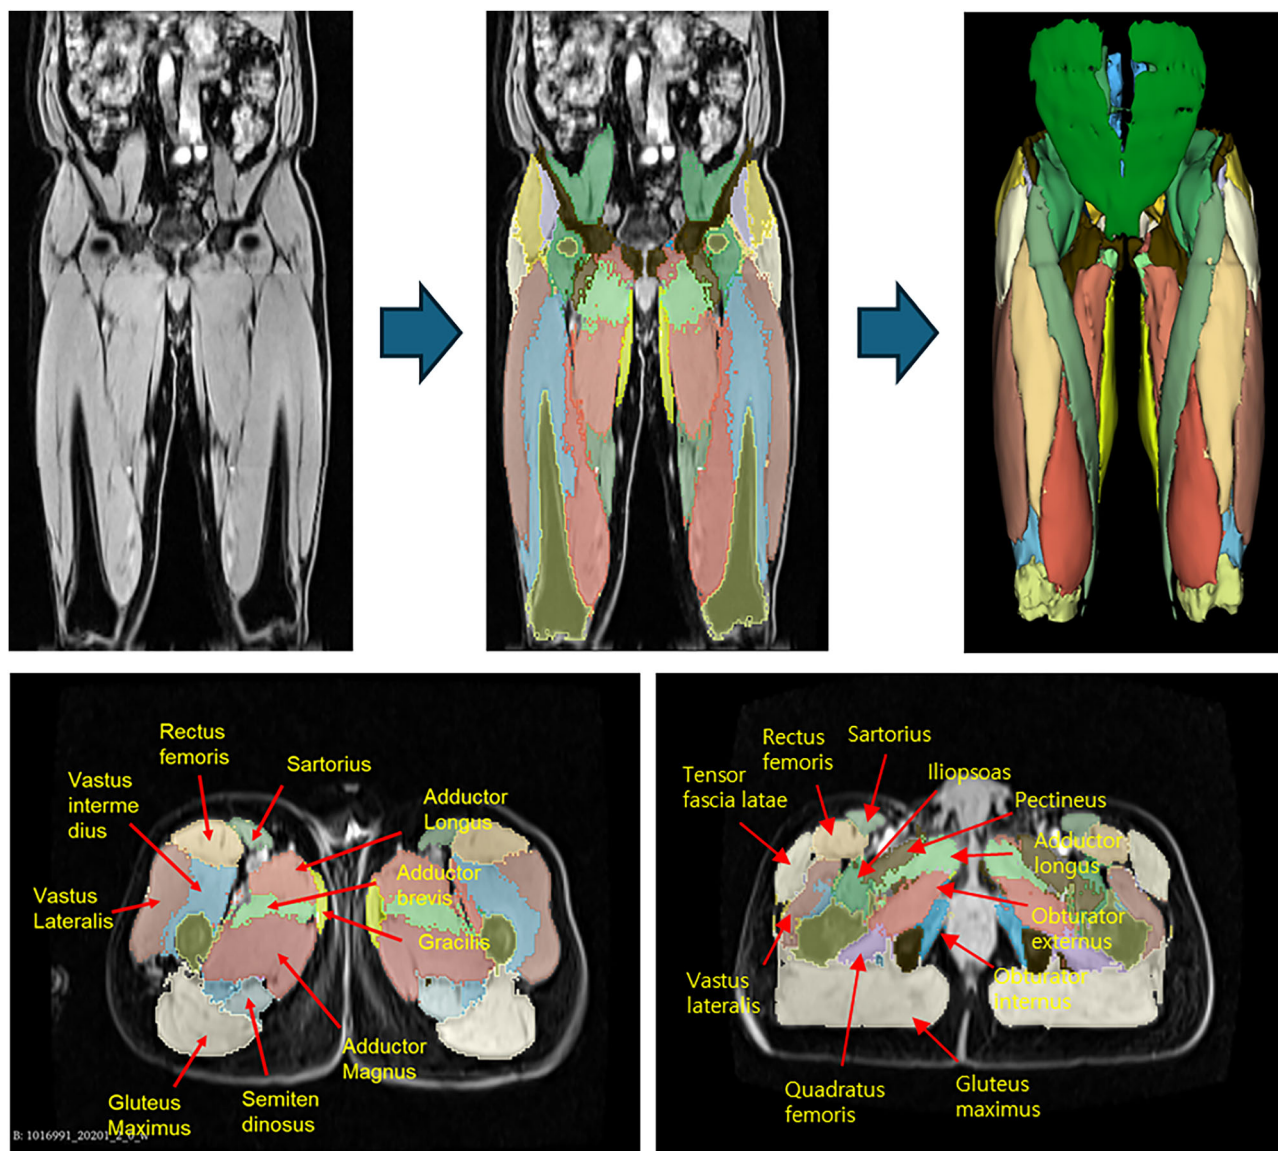 Rectus
femoris
Sartorius
Vastus
interme
dius
Adductor
Longus
Vastus
Lateralis
Adductor
brevis
Gracilis
Gluteus
Maximus
Semiten
dinosus
Adductor
Magnus
B: 1016991_20201_2_0_w
Rectus
femoris
Sartorius
Tensor
fascia latae
Iliopsoas
Pectineus
Adductor
longus
Obturator
externus
Vastus
lateralis
Obturator
Internus
Quadratus
femoris
Gluteus
maximus